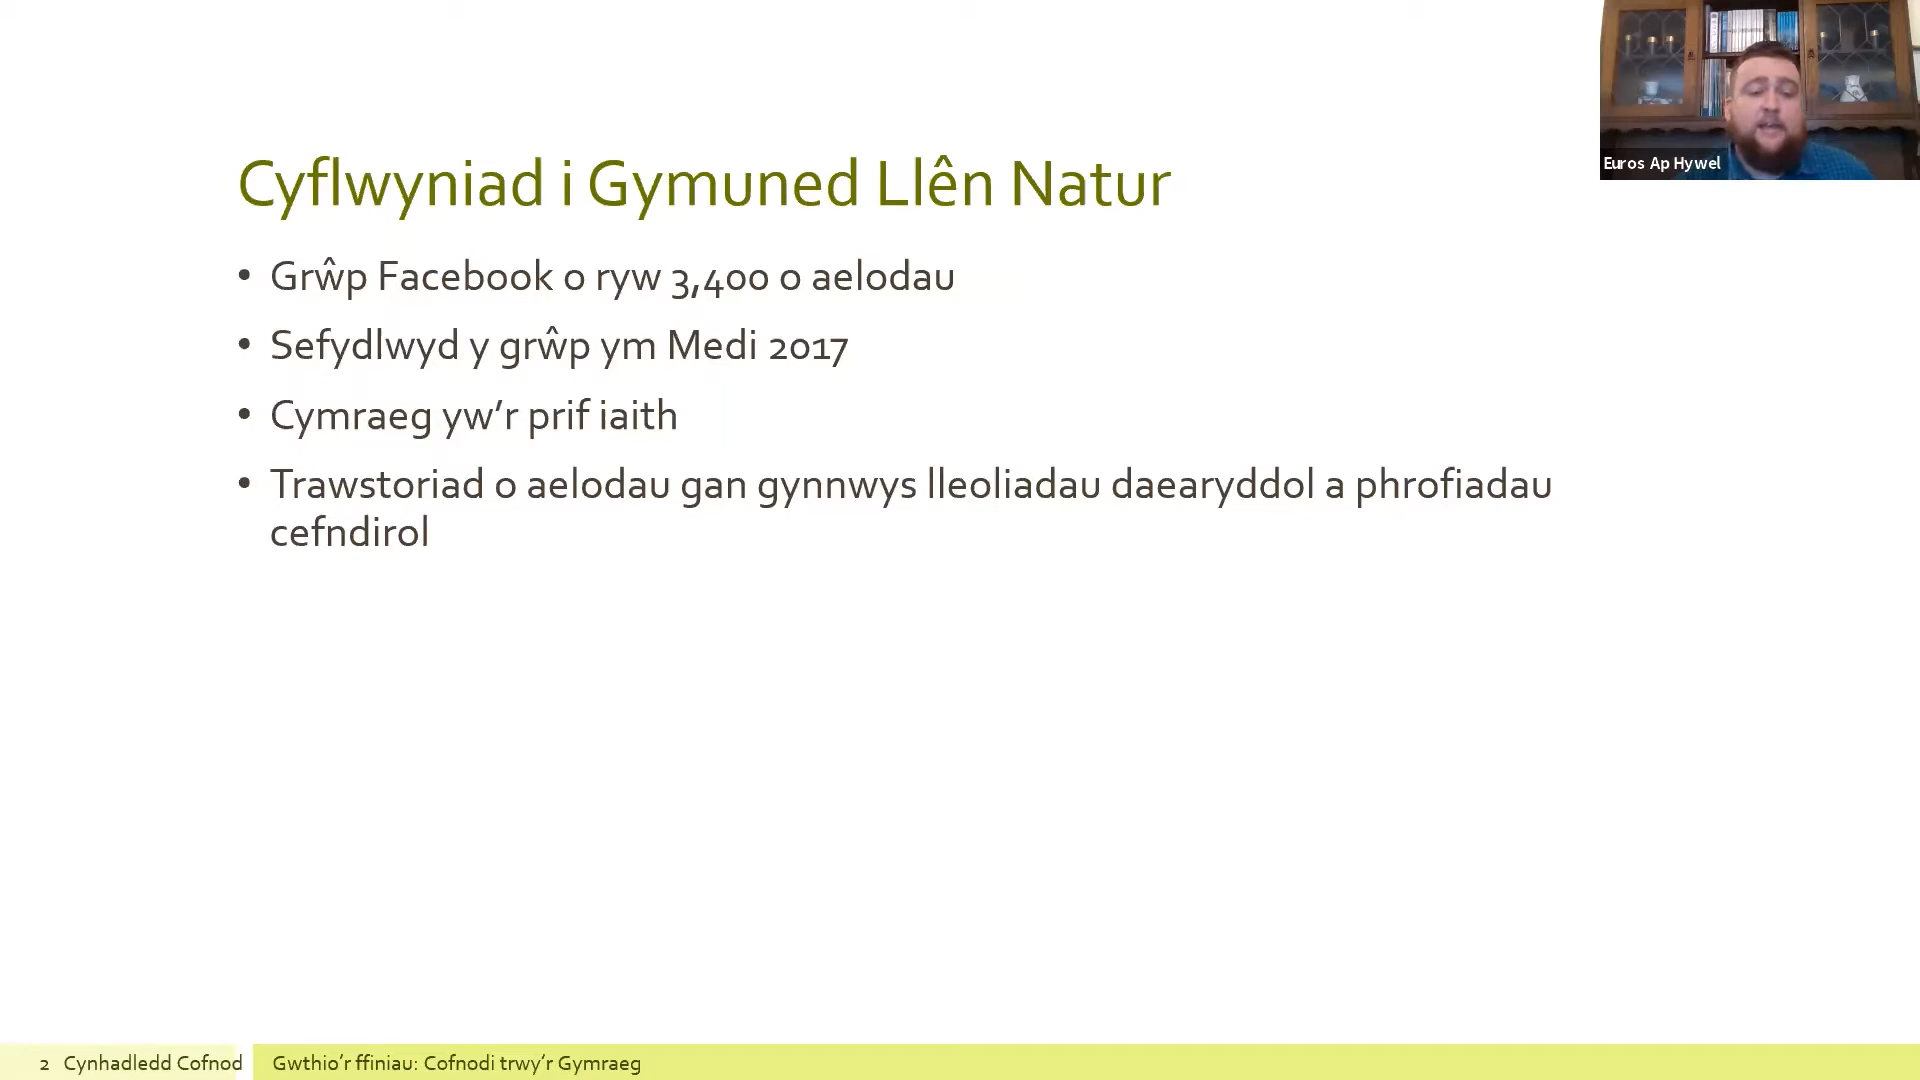 Cyflwyniad i Gymuned Llên Natur
• Grŵp Facebook o ryw 3,400 o aelodau
• Sefydlwyd y grŵp ym Medi 2017
• Cymraeg yw’r prif iaith
• Trawstoriad o aelodau gan gynnwys lleoliadau daearyddol a phrofiadau
cefndirol
Euros Ap Hywel
2 Cynhadledd Cofnod
Gwthio’r ffiniau: Cofnodi trwy’r Gymraeg